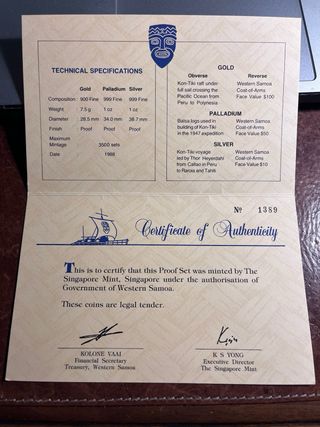 TECHNICAL SPECIFICATIONS
Gold Palladium Silver
Composition 900 Fine 999 Fine 999 Fine
Weight 7.5 g 1 oz 1 oz
Diameter 28.5 mm 34.0 mm 38.7 mm
Finish Proof Proof Proof
Maximum
Mintage 3500 sets
Date 1988
GOLD
Obverse Reverse
Kon-Tiki raft under Western Samoa
full sail crossing the Coat-of-Arms
Pacific Ocean from Face Value $100
Peru to Polynesia
PALLADIUM
Balsa logs used in Western Samoa
building of Kon-Tiki Coat-of-Arms
in the 1947 expedition Face Value $50
SILVER
Kon-Tiki voyage Western Samoa
led by Thor Heyerdahl Coat-of-Arms
from Callao in Peru Face Value $10
to Raroia and Tahiti
No 1389
Certificate of Authenticity
This is to certify that this Proof Set was minted by The
Singapore Mint, Singapore under the authorisation of
Government of Western Samoa.
These coins are legal tender.
KOLONE VAAI
Financial Secretary
Treasury, Western Samoa
K S YONG
Executive Director
The Singapore Mint